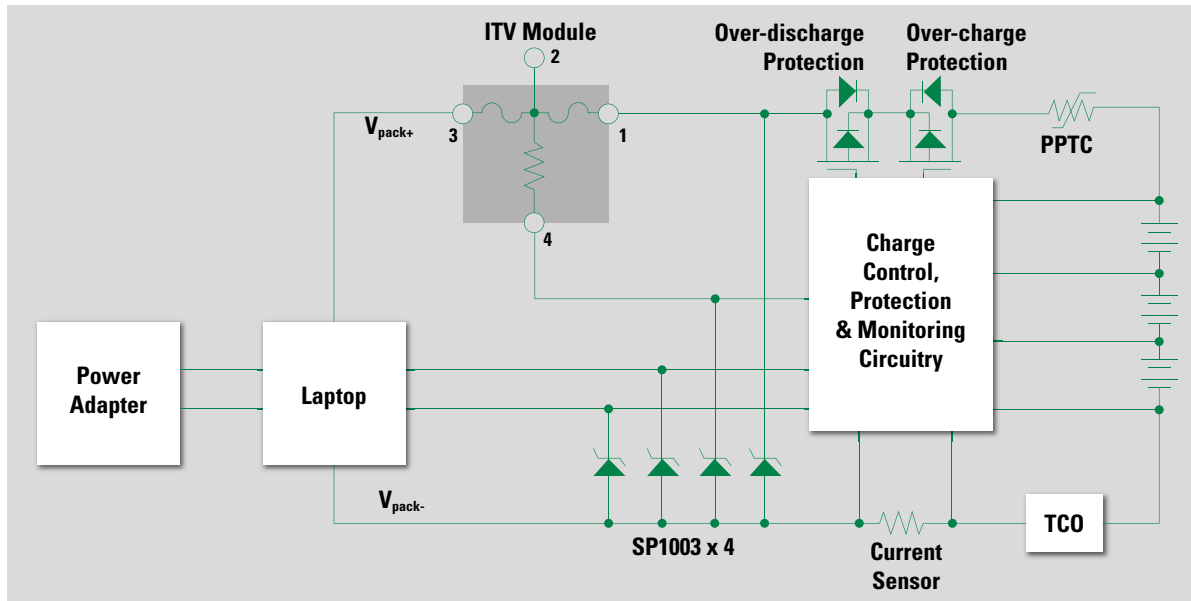 ITV Module
2
Over-discharge
Protection
Over-charge
Protection
Vpack+
3
1
PPTC
4
Charge
Control,
Protection
& Monitoring
Circuitry
Power
Adapter
Laptop
Vpack-
SP1003 x 4
Current
Sensor
TCO